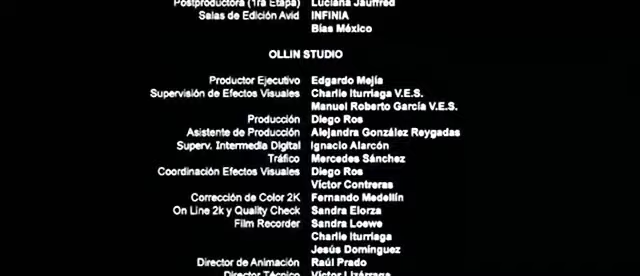 Postproductora (1ra Etapa) Luciana Jauffred
Salas de Edición Avid INFINIA
Bias México
OLLIN STUDIO
Productor Ejecutivo Edgardo Mejía
Supervisión de Efectos Visuales Charlie Iturriaga V.E.S.
Manuel Roberto García V.E.S.
Producción Diego Ros
Asistente de Producción Alejandra González Reygadas
Superv. Intermedia Digital Ignacio Alarcón
Tráfico Mercedes Sánchez
Coordinación Efectos Visuales Diego Ros
Víctor Contreras
Corrección de Color 2K Fernando Medellín
On Line 2k y Quality Check Sandra Elorza
Film Recorder Sandra Loewe
Charlie Iturriaga
Jesús Domínguez
Director de Animación Raúl Prado
Director Técnico Víctor Lizárraga